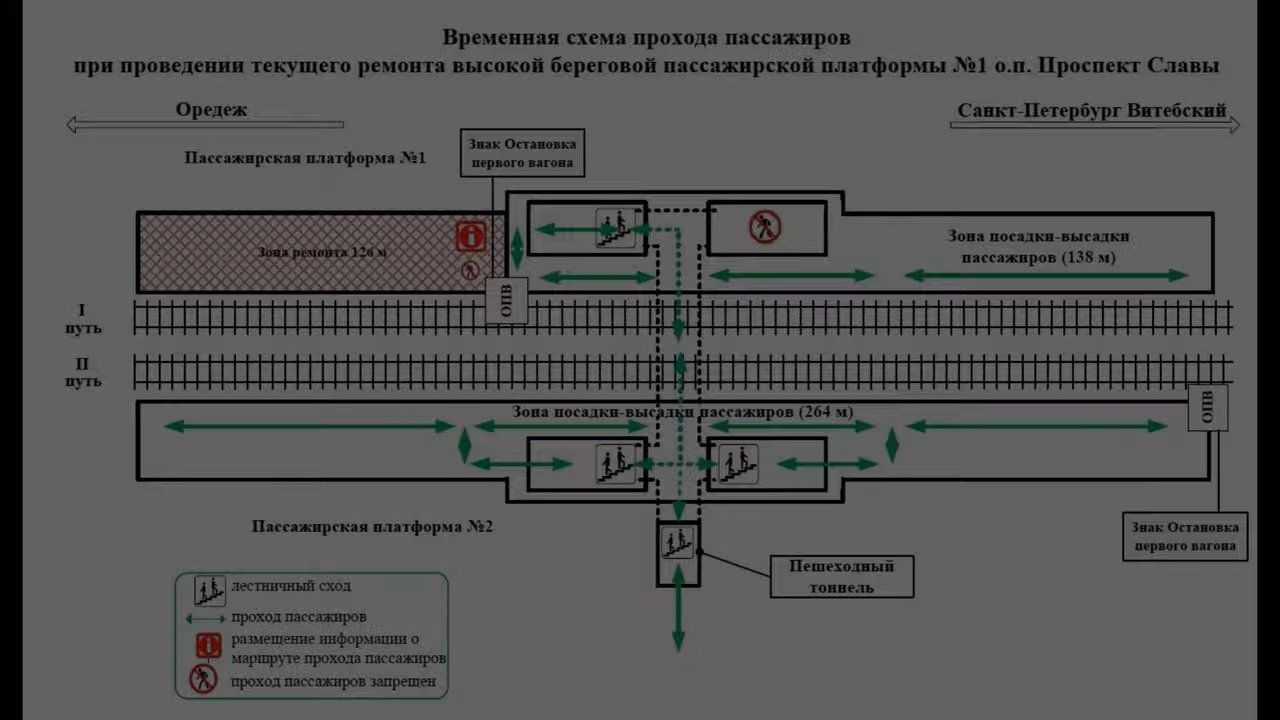 Временная схема прохода пассажиров
при проведении текущего ремонта высокой береговой пассажирской платформы №1 о.п. Проспект Славы
Оредеж
Санкт-Петербург Витебский
Пассажирская платформа №1
Знак Остановка
первого вагона
Зона ремонта 126 м
Зона посадки-высадки
пассажиров (138 м)
ОПВ
I
путь
II
путь
Зона посадки-высадки пассажиров (264 м)
ОПВ
Пассажирская платформа №2
Знак Остановка
первого вагона
Пешеходный
тоннель
лестничный сход
проход пассажиров
размещение информации о
маршруте прохода пассажиров
проход пассажиров запрещен